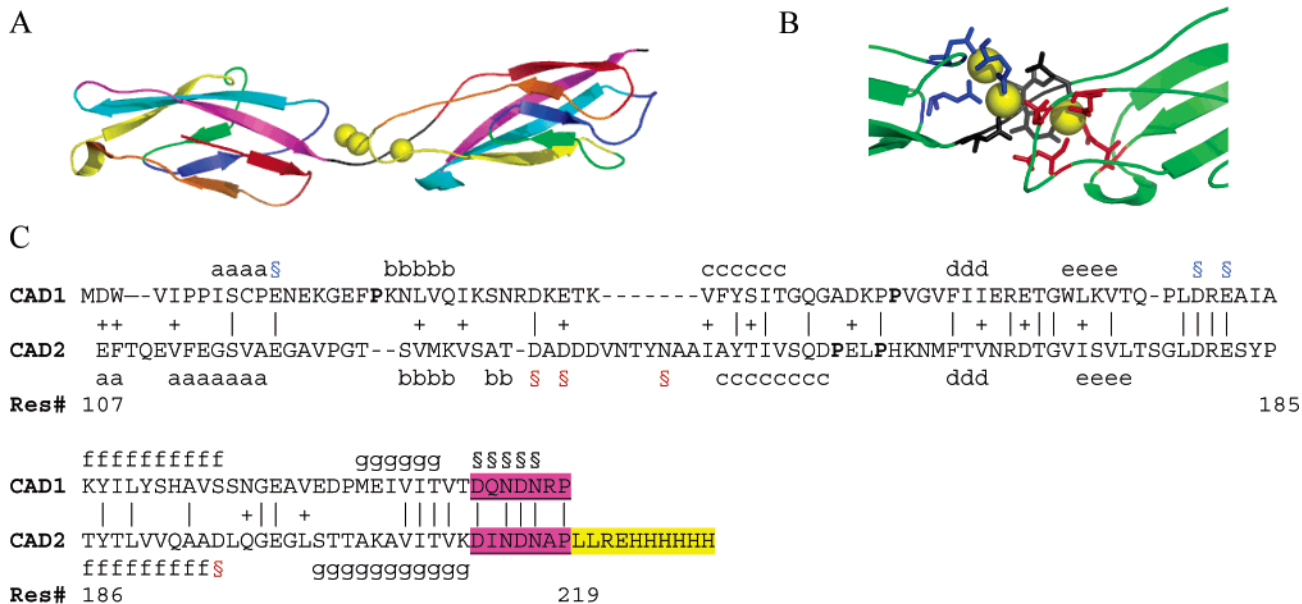 A
B
C
aaaa§ bbbbb cccccc ddd eeee § §
CAD1 MDW—-VIPPISCPENEKGEFPKNLVQIKSNRDKETK-------VFYSITGQGADKPPVGVFIIERETGWLKVTQ-PLDREAIA
++ + | | + + | + + |+| | + | | + |+|| + | ||||
CAD2 EFTQEVFEGSVAEGAVPGT--SVMKVSAT-DADDDVNTYNAAIAYTIVSQDPELPHKNMFTVNRDTGVISVLTSGLDRESYP
aa aaaaaaa bbbb bb § § § cccccccc ddd eeee
Res# 107 185
ffffffffff gggggg §§§§§
CAD1 KYILYSHAVSSNGEAVEDPMEIVITVTDQNDNRP
| | | +|| + |||| | ||| |
CAD2 TYTLVVQAADLQGEGLSTTAKAVITVKDINDNAPLLREHHHHHH
fffffffff§ ggggggggggg
Res# 186 219